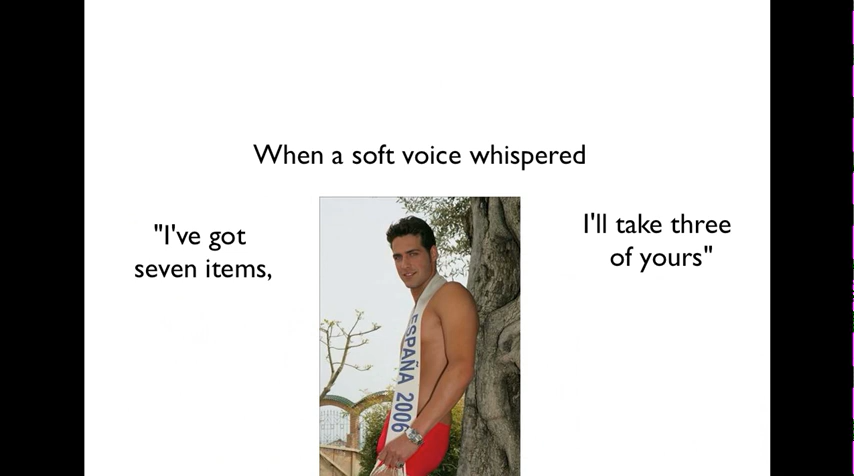 When a soft voice whispered
"I've got
seven items,
I'll take three
of yours"
ESPAÑA 2006